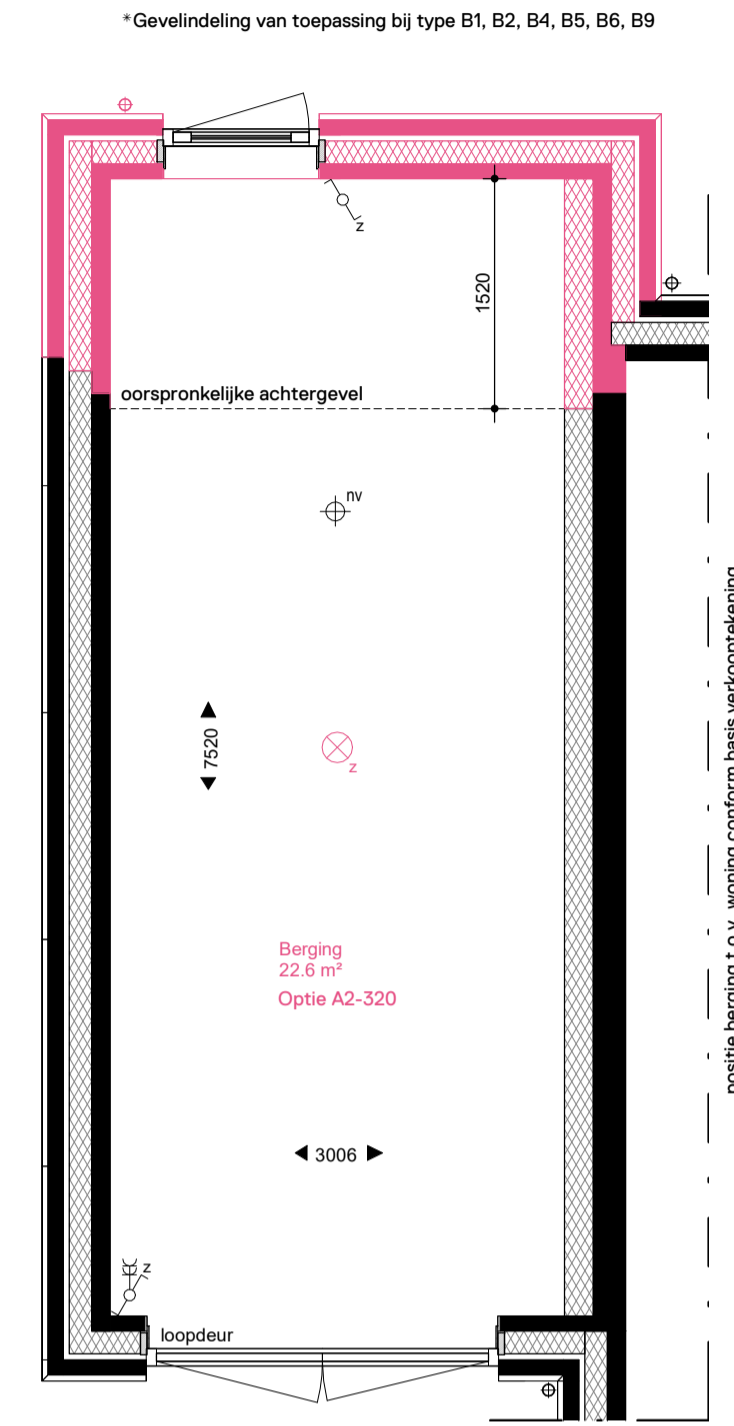 *Gevelindeling van toepassing bij type B1, B2, B4, B5, B6, B9
z
1520
oorspronkelijke achtergevel
nv
7520
z
positie berging t.o.v. woning conform basis verkooptekening
Berging
22.6 m²
Optie A2-320
3006
z
loopdeur